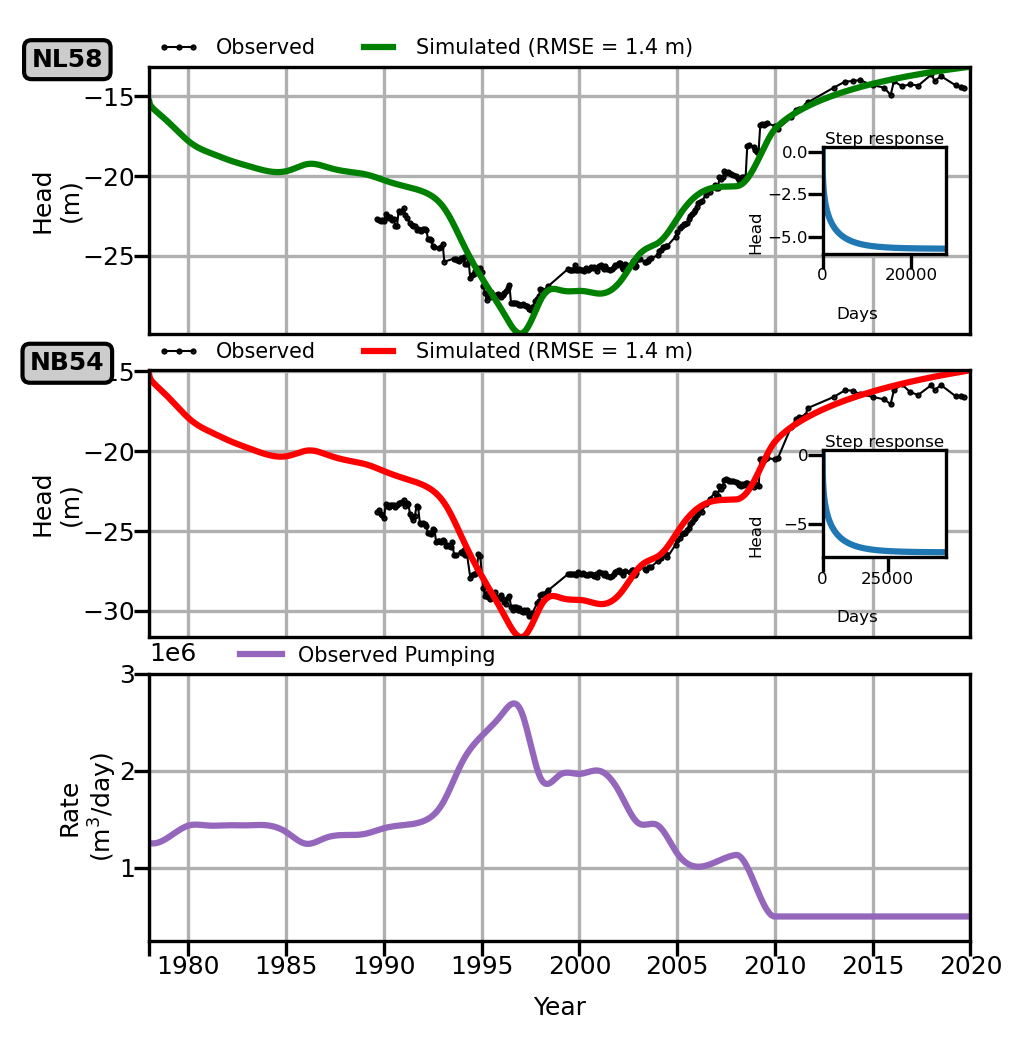 NL58
Observed
Simulated (RMSE = 1.4 m)
−15
−20
−25
Head
(m)
Step response
0.0
−2.5
−5.0
Head
0
20000
Days
NB54
Observed
Simulated (RMSE = 1.4 m)
15
−20
−25
−30
Head
(m)
Step response
0
−5
Head
0
25000
Days
1e6
Observed Pumping
3
2
1
Rate
(m³/day)
1980 1985 1990 1995 2000 2005 2010 2015 2020
Year